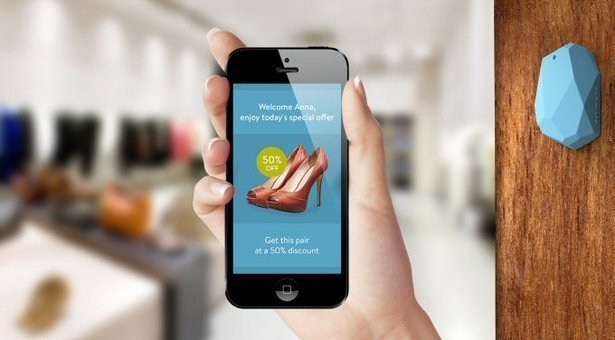 Welcome Anna,
enjoy today's special offer
50%
OFF
Get this pair
at a 50% discount